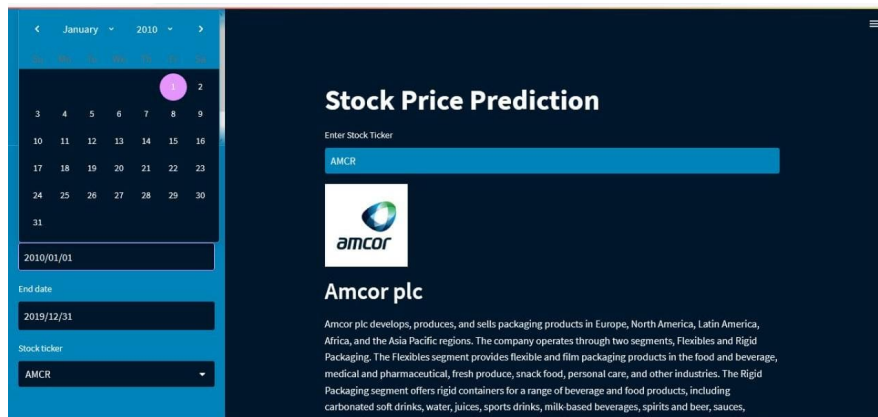 January 2010
1 2
3 4 5 6 7 8 9
10 11 12 13 14 15 16
17 18 19 20 21 22 23
24 25 26 27 28 29 30
31
2010/01/01
End date
2019/12/31
Stock ticker
AMCR
Stock Price Prediction
Enter Stock Ticker
AMCR
amcor
Amcor plc
Amcor plc develops, produces, and sells packaging products in Europe, North America, Latin America,
Africa, and the Asia Pacific regions. The company operates through two segments, Flexibles and Rigid
Packaging. The Flexibles segment provides flexible and film packaging products in the food and beverage,
medical and pharmaceutical, fresh produce, snack food, personal care, and other industries. The Rigid
Packaging segment offers rigid containers for a range of beverage and food products, including
carbonated soft drinks, water, juices, sports drinks, milk-based beverages, spirits and beer, sauces,